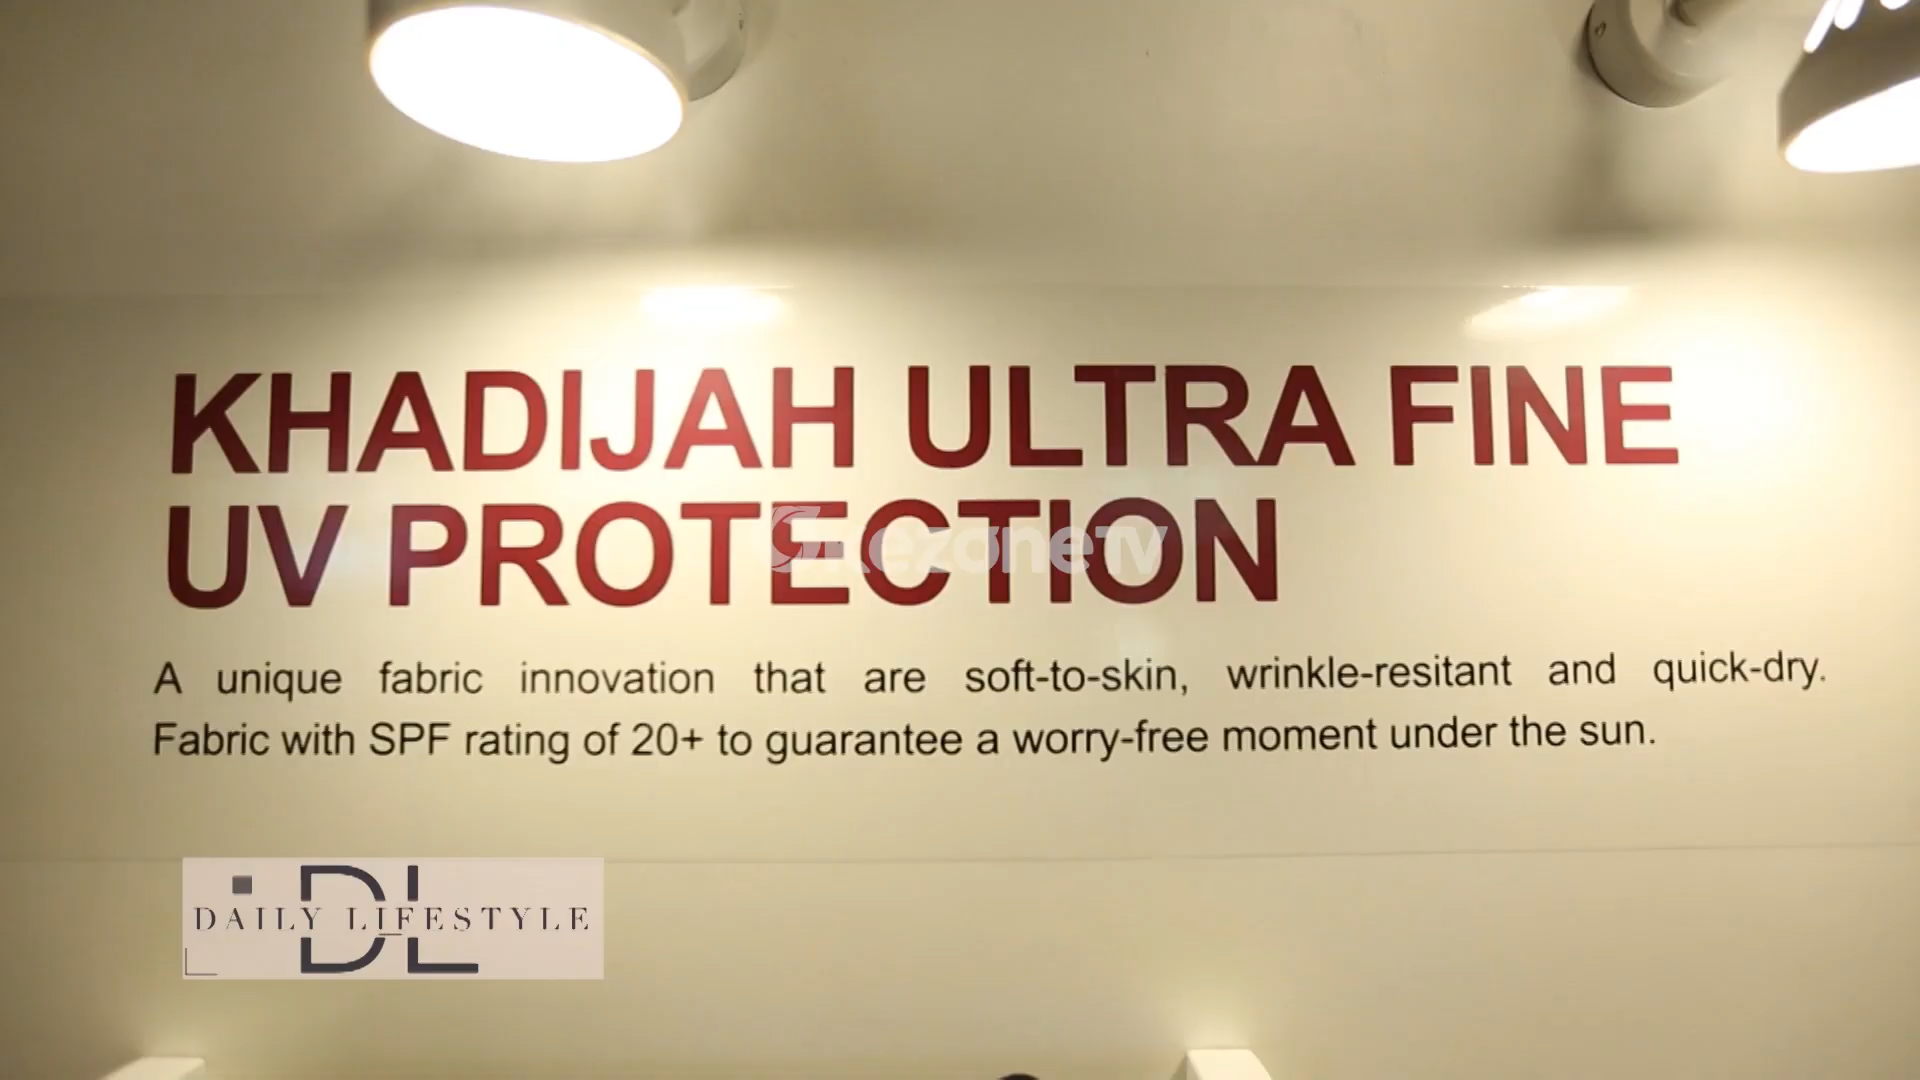 KHADIJAH ULTRA FINE
UV PROTECTION
OkezoneTV
A unique fabric innovation that are soft-to-skin, wrinkle-resitant and quick-dry.
Fabric with SPF rating of 20+ to guarantee a worry-free moment under the sun.
DL
DAILY LIFESTYLE